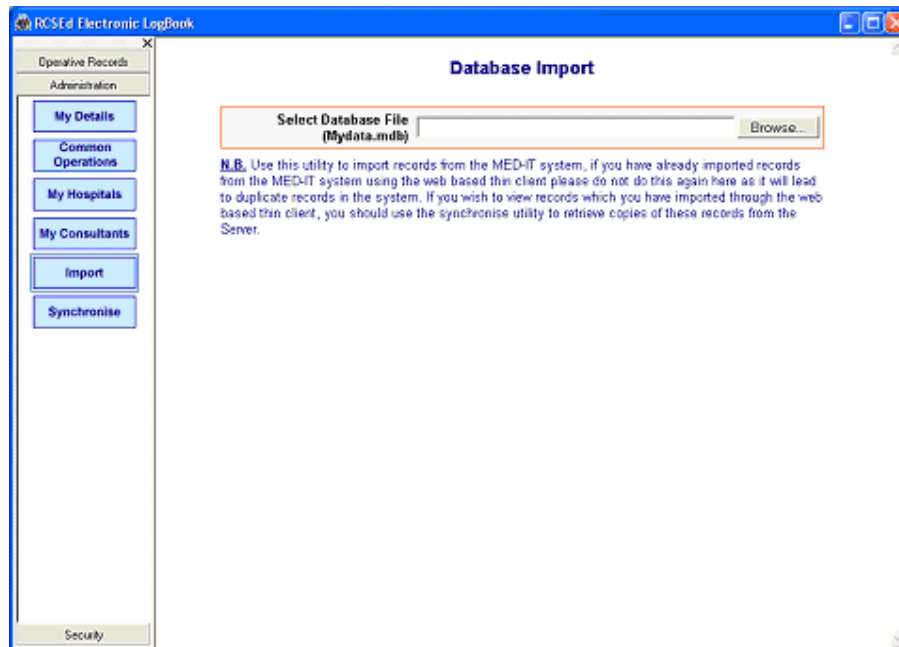 RCSEd Electronic LogBook
Operative Records
Administration
My Details
Common
Operations
My Hospitals
My Consultants
Import
Synchronise
Security
Database Import
Select Database File
(Mydata.mdb)
Browse...
N.B. Use this utility to import records from the MED-IT system, if you have already imported records
from the MED-IT system using the web based thin client please do not do this again here as it will lead
to duplicate records in the system. If you wish to view records which you have imported through the web
based thin client, you should use the synchronise utility to retrieve copies of these records from the
Server.